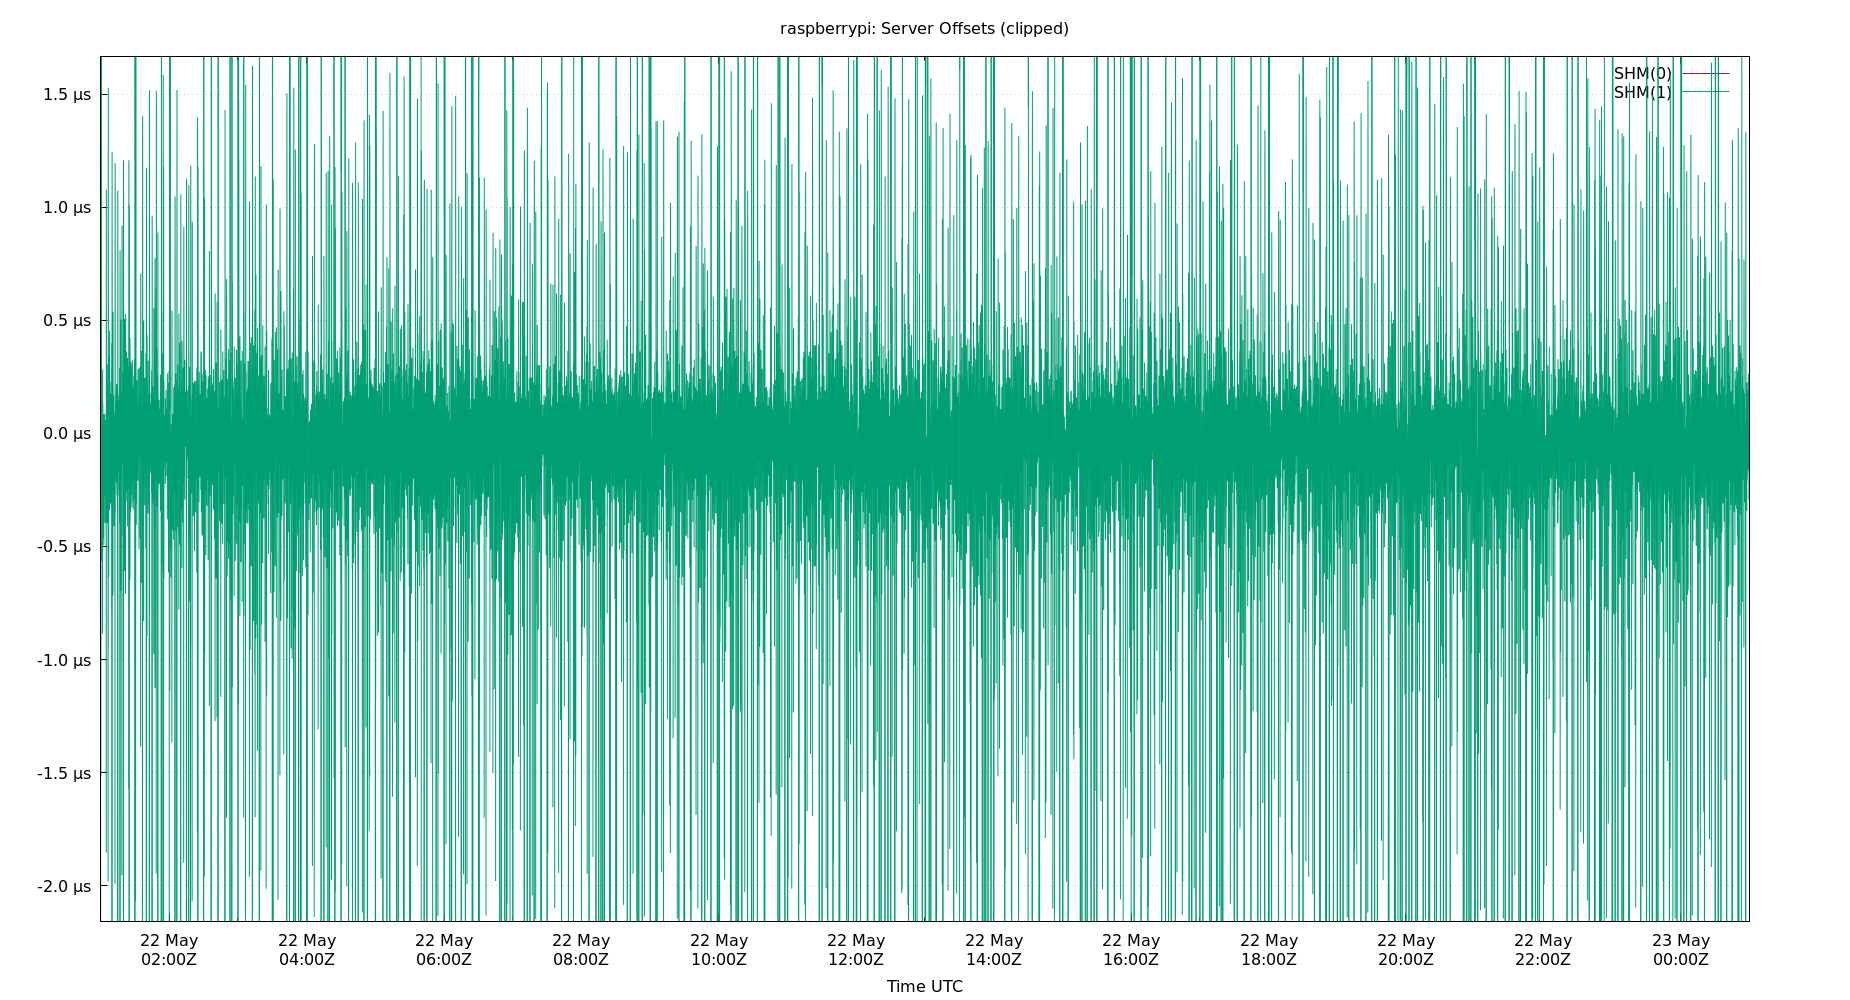 raspberrypi: Server Offsets (clipped)
SHM(0)
SHM(1)
1.5 µs
1.0 µs
0.5 µs
0.0 µs
-0.5 µs
-1.0 µs
-1.5 µs
-2.0 µs
22 May 22 May 22 May 22 May 22 May 22 May 22 May 22 May 22 May 22 May 22 May 23 May
02:00Z 04:00Z 06:00Z 08:00Z 10:00Z 12:00Z 14:00Z 16:00Z 18:00Z 20:00Z 22:00Z 00:00Z
Time UTC